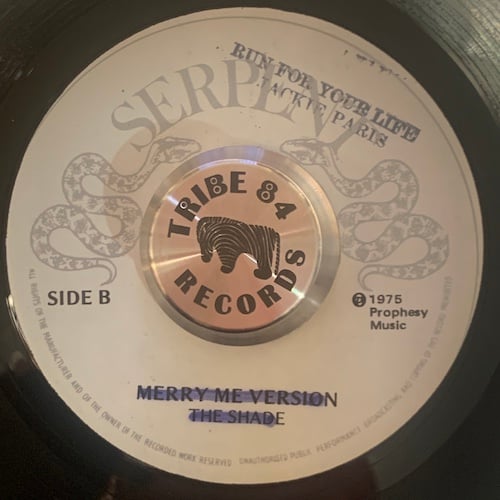 SERPENT
RUN FOR YOUR LIFE
JACKIE PARIS
TRIBE 84
RECORDS
SIDE B
℗ 1975
Prophesy
Music
MERRY ME VERSION
THE SHADE
ALL RIGHTS OF THE MANUFACTURER AND OF THE OWNER OF THE RECORDED WORK RESERVED UNAUTHORISED PUBLIC PERFORMANCE BROADCASTING AND COPYING OF THIS RECORD PROHIBITED